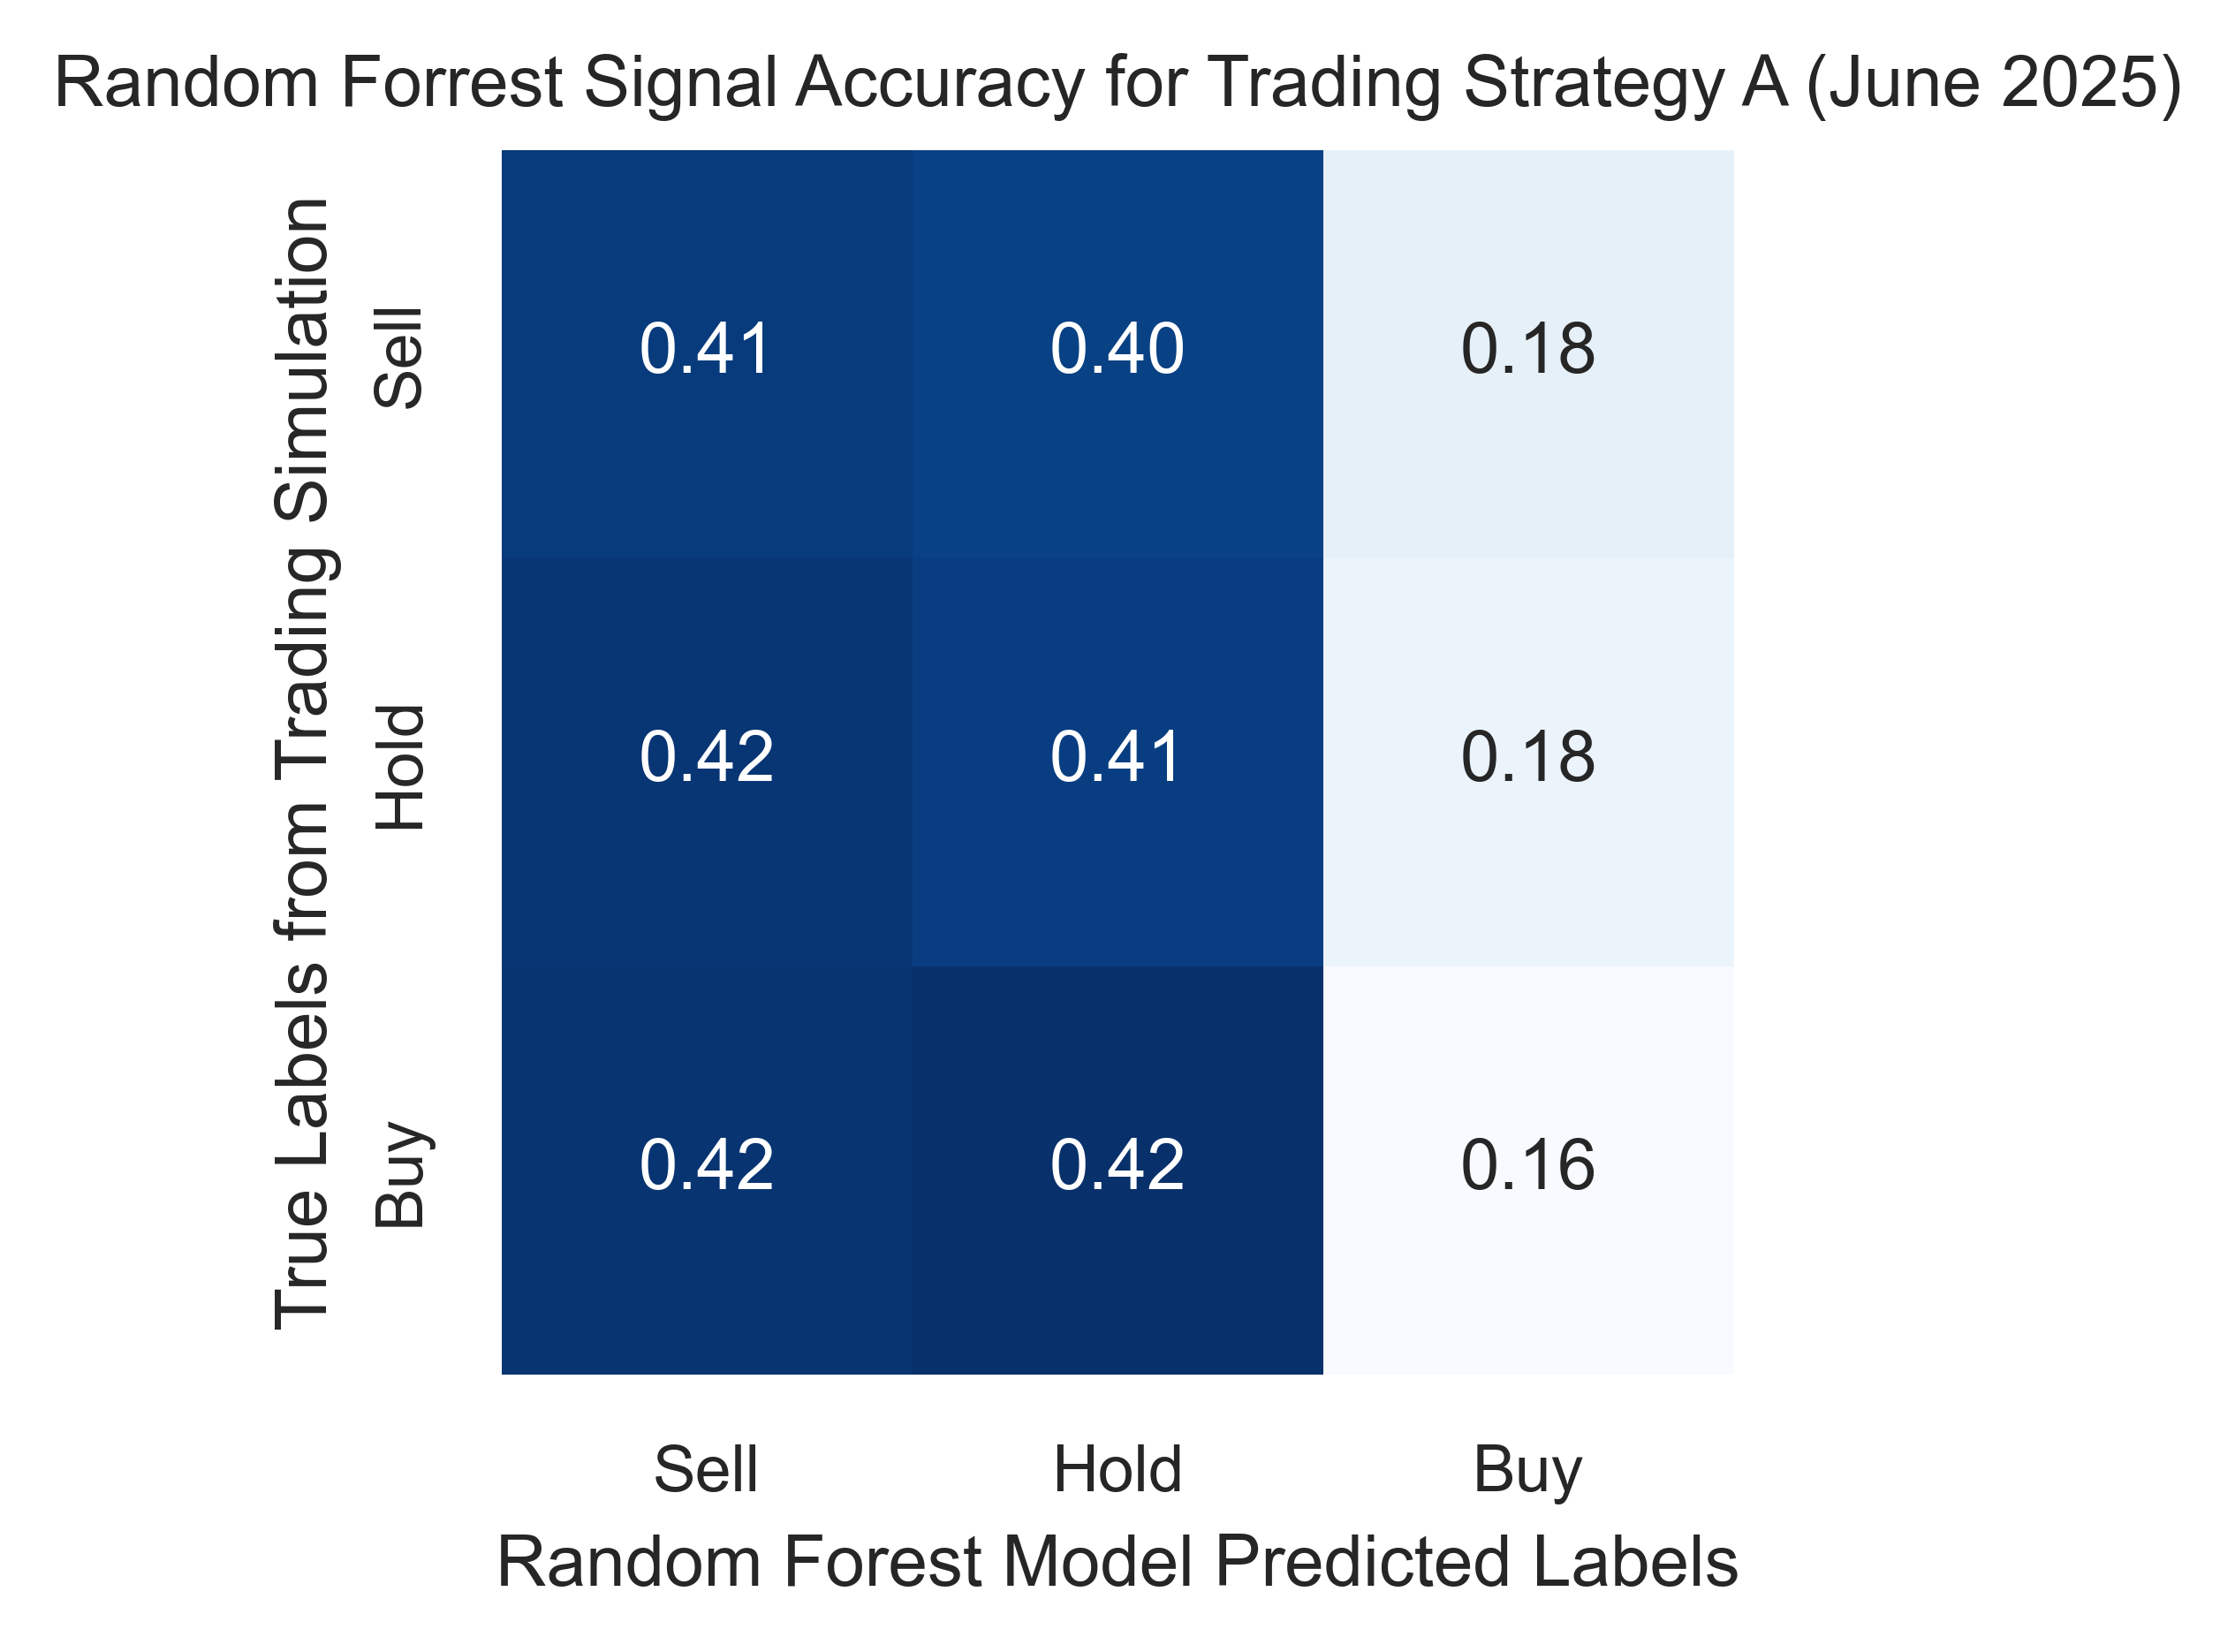 Random Forrest Signal Accuracy for Trading Strategy A (June 2025)
True Labels from Trading Simulation
Sell
0.41 0.40 0.18
Hold
0.42 0.41 0.18
Buy
0.42 0.42 0.16
Sell Hold Buy
Random Forest Model Predicted Labels